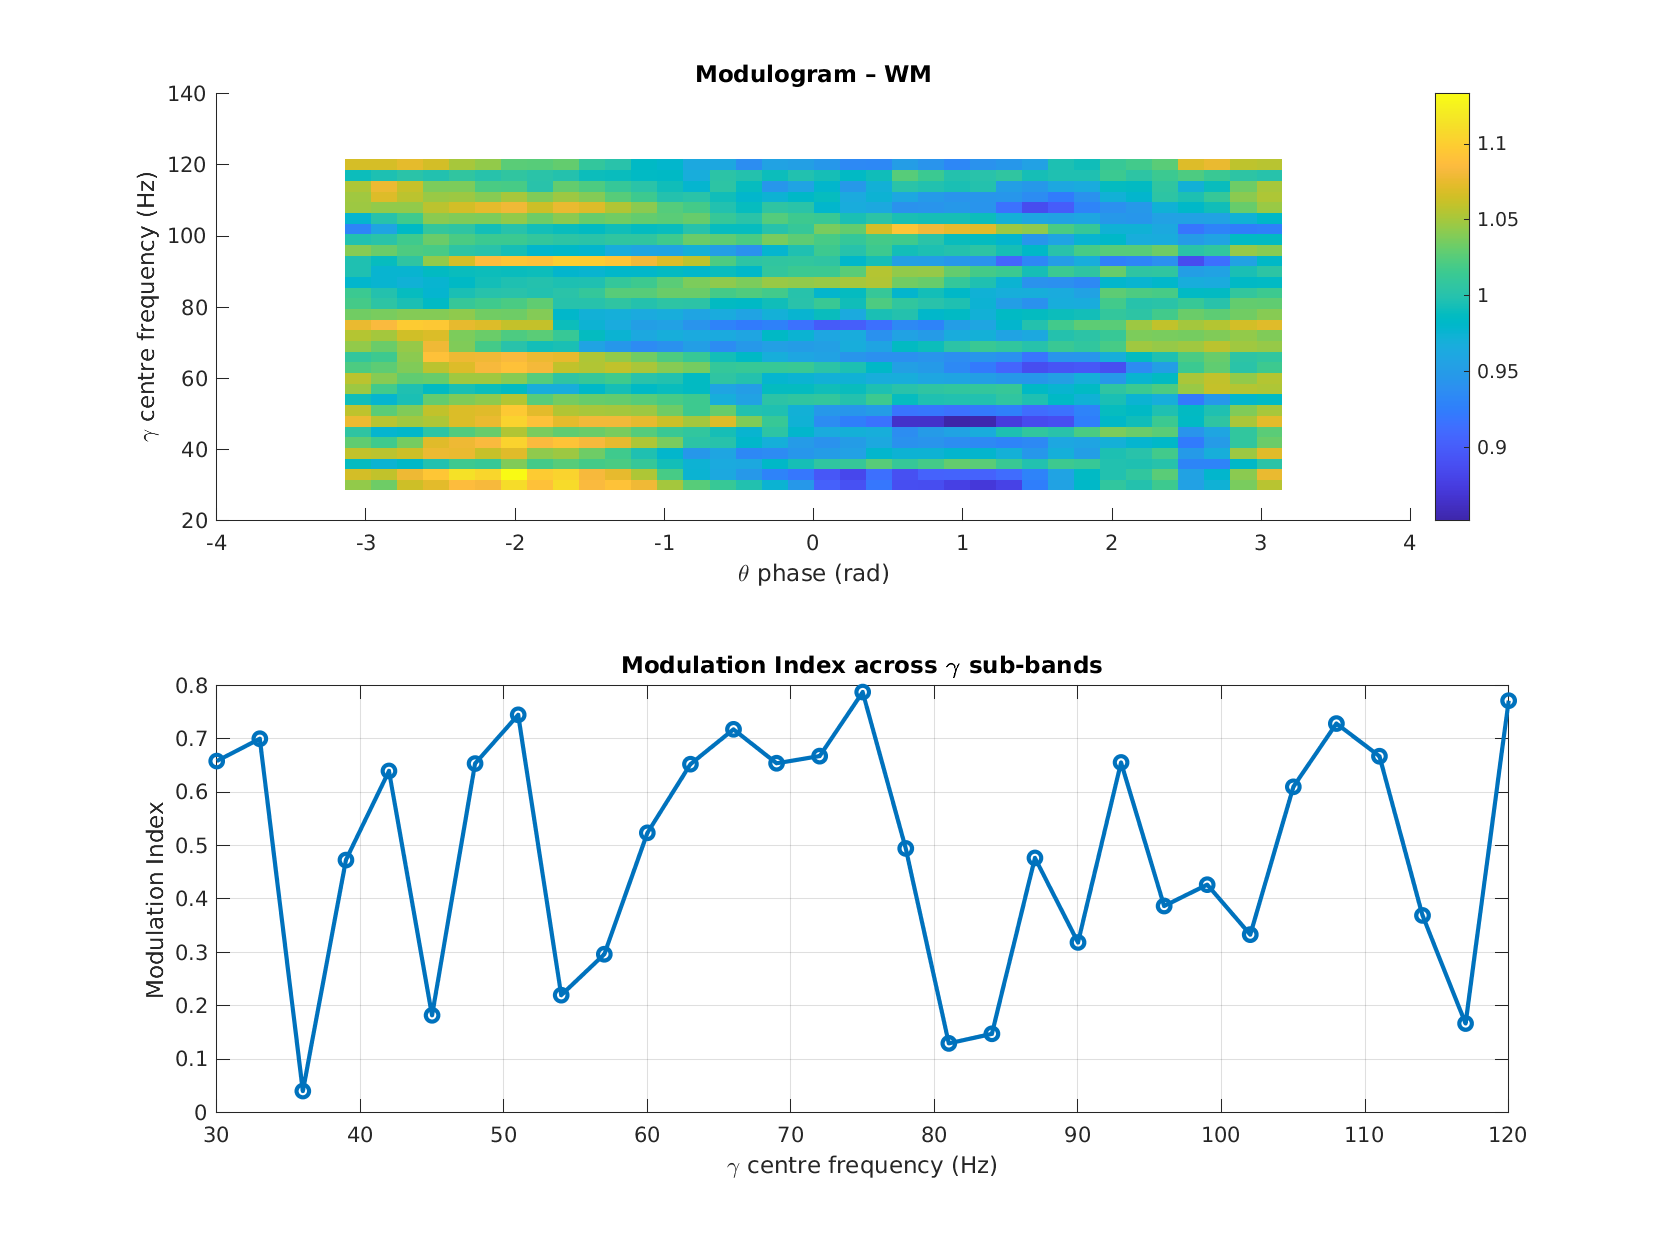 Modulogram – WM
140
120
100
80
60
40
20
γ centre frequency (Hz)
-4 -3 -2 -1 0 1 2 3 4
θ phase (rad)
1.1
1.05
1
0.95
0.9
Modulation Index across γ sub-bands
0.8
0.7
0.6
0.5
0.4
0.3
0.2
0.1
0
Modulation Index
30 40 50 60 70 80 90 100 110 120
γ centre frequency (Hz)